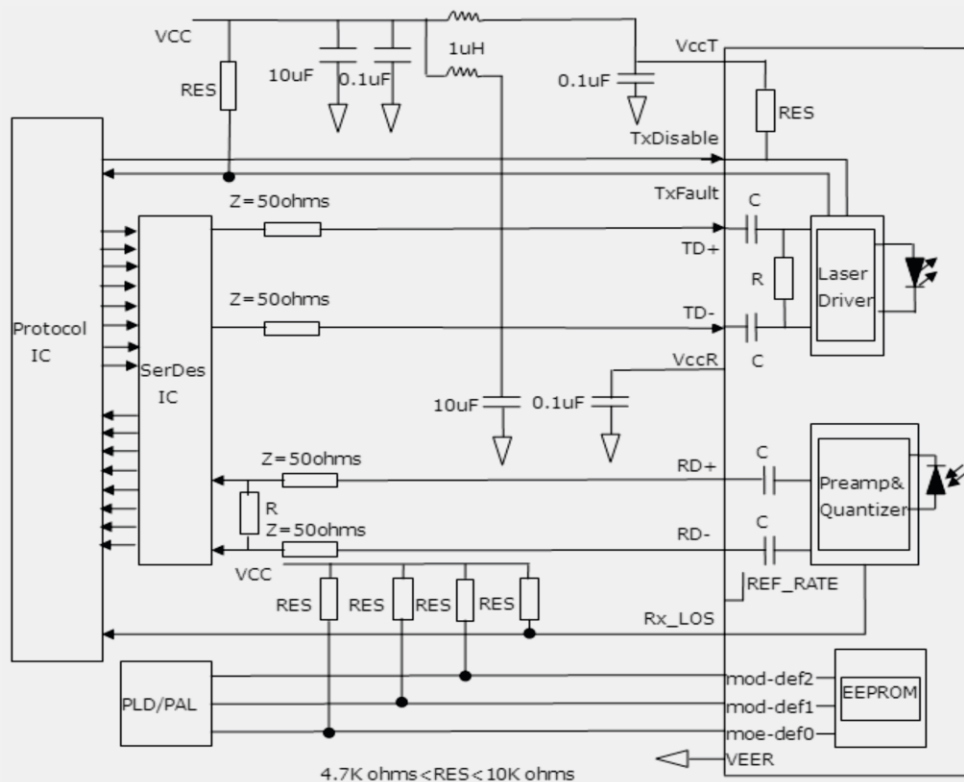 VCC
1uH
VccT
10uF
0.1uF
0.1uF
RES
RES
TxDisable
Z=50ohms
TxFault
C
TD+
R
Laser
Driver
Z=50ohms
Protocol
IC
TD-
C
SerDes
IC
VccR
10uF
0.1uF
Z=50ohms
RD+
C
Preamp&
Quantizer
R
Z=50ohms
RD-
C
VCC
REF_RATE
RES
RES
RES
RES
Rx_LOS
PLD/PAL
mod-def2
EEPROM
mod-def1
moe-def0
VEER
4.7K ohms<RES<10K ohms